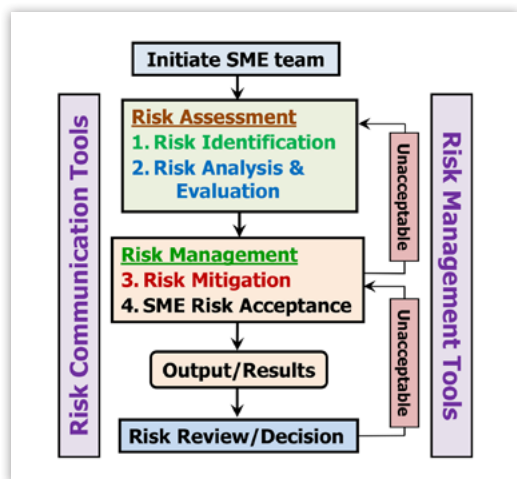 Initiate SME team
Risk Assessment
1. Risk Identification
2. Risk Analysis &
Evaluation
Risk Management
3. Risk Mitigation
4. SME Risk Acceptance
Output/Results
Risk Review/Decision
Risk Communication Tools
Unacceptable
Unacceptable
Risk Management Tools